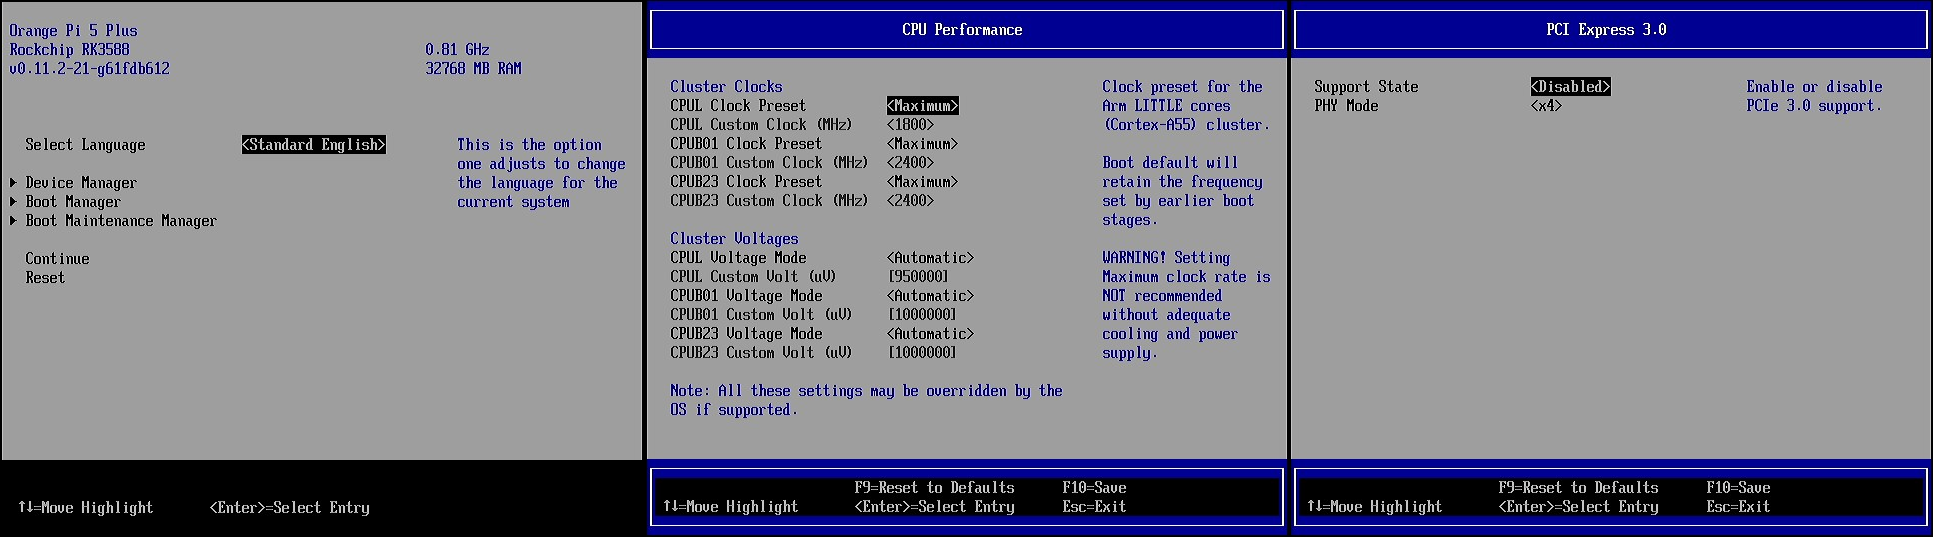 Orange Pi 5 Plus
Rockchip RK3588 0.81 GHz
v0.11.2-21-g61fdb612 32768 MB RAM
Select Language <Standard English>
This is the option
one adjusts to change
the language for the
current system
Device Manager
Boot Manager
Boot Maintenance Manager
Continue
Reset
↑↓=Move Highlight <Enter>=Select Entry
CPU Performance
Cluster Clocks
CPUL Clock Preset <Maximum>
CPUL Custom Clock (MHz) <1800>
CPUB01 Clock Preset <Maximum>
CPUB01 Custom Clock (MHz) <2400>
CPUB23 Clock Preset <Maximum>
CPUB23 Custom Clock (MHz) <2400>
Cluster Voltages
CPUL Voltage Mode <Automatic>
CPUL Custom Volt (uV) [950000]
CPUB01 Voltage Mode <Automatic>
CPUB01 Custom Volt (uV) [1000000]
CPUB23 Voltage Mode <Automatic>
CPUB23 Custom Volt (uV) [1000000]
Note: All these settings may be overridden by the
OS if supported.
Clock preset for the
Arm LITTLE cores
(Cortex-A55) cluster.
Boot default will
retain the frequency
set by earlier boot
stages.
WARNING! Setting
Maximum clock rate is
NOT recommended
without adequate
cooling and power
supply.
F9=Reset to Defaults F10=Save
↑↓=Move Highlight <Enter>=Select Entry Esc=Exit
PCI Express 3.0
Support State <Disabled>
PHY Mode <x4>
Enable or disable
PCIe 3.0 support.
F9=Reset to Defaults F10=Save
↑↓=Move Highlight <Enter>=Select Entry Esc=Exit